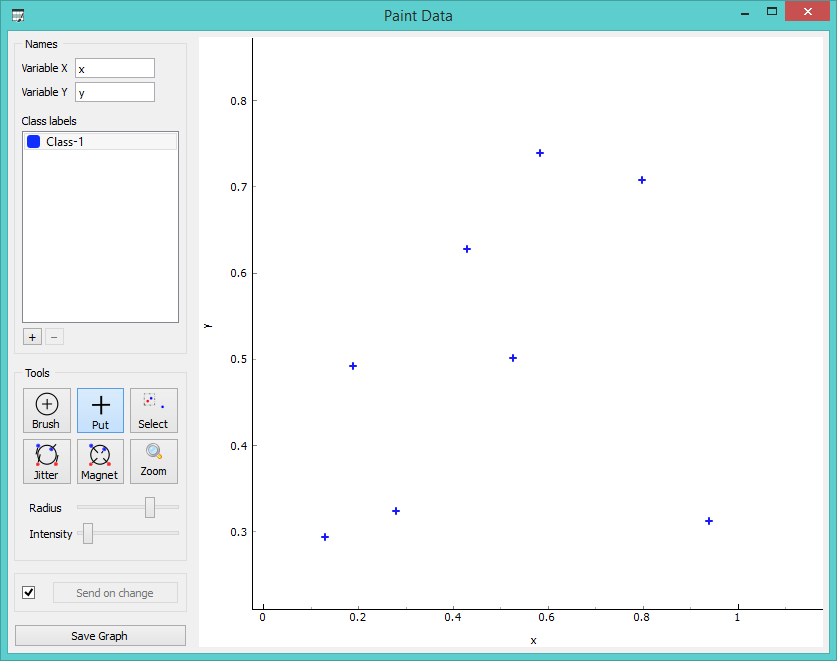 Paint Data
Names
Variable X x
Variable Y y
Class labels
Class-1
+ −
Tools
Brush Put Select
Jitter Magnet Zoom
Radius
Intensity
Send on change
Save Graph
0.8
0.7
0.6
0.5
0.4
0.3
y
0 0.2 0.4 0.6 0.8 1
x